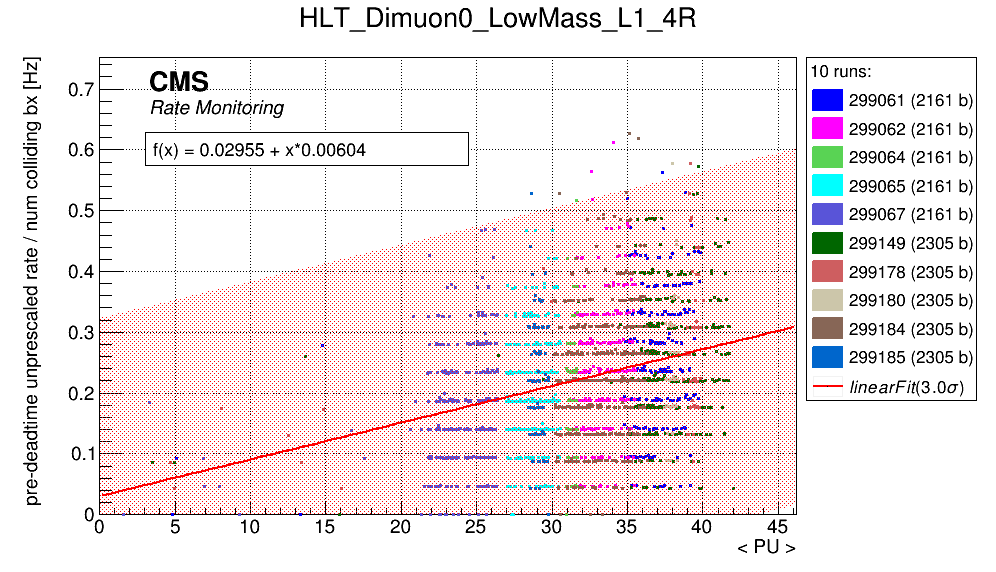 HLT_Dimuon0_LowMass_L1_4R
pre-deadtime unprescaled rate / num colliding bx [Hz]
CMS
Rate Monitoring
f(x) = 0.02955 + x*0.00604
0.7
0.6
0.5
0.4
0.3
0.2
0.1
0
0 5 10 15 20 25 30 35 40 45
< PU >
10 runs:
299061 (2161 b)
299062 (2161 b)
299064 (2161 b)
299065 (2161 b)
299067 (2161 b)
299149 (2305 b)
299178 (2305 b)
299180 (2305 b)
299184 (2305 b)
299185 (2305 b)
linearFit(3.0σ)